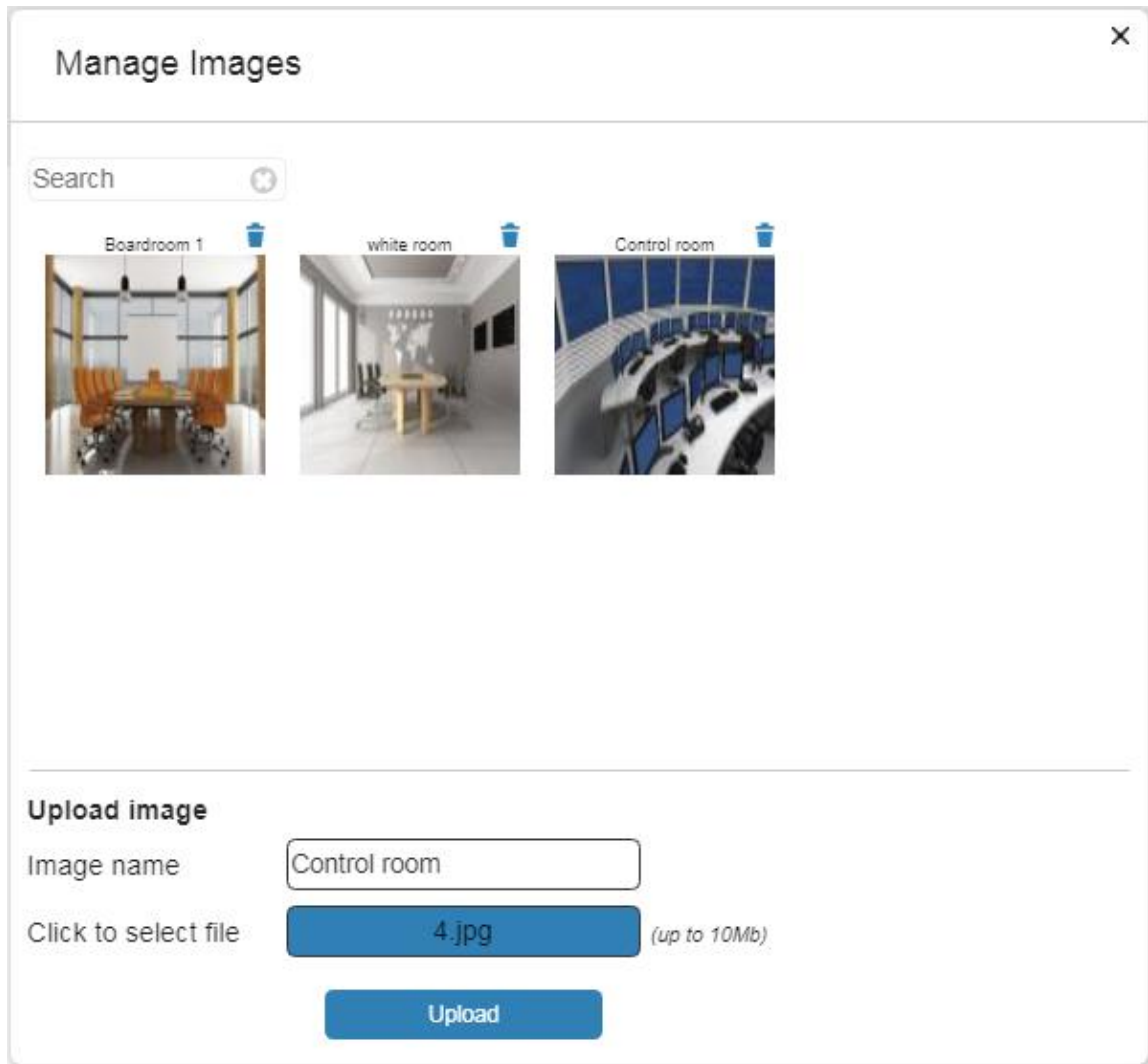 Manage Images
Search
Boardroom 1
white room
Control room
Upload image
Image name
Control room
Click to select file
4.jpg
(up to 10Mb)
Upload